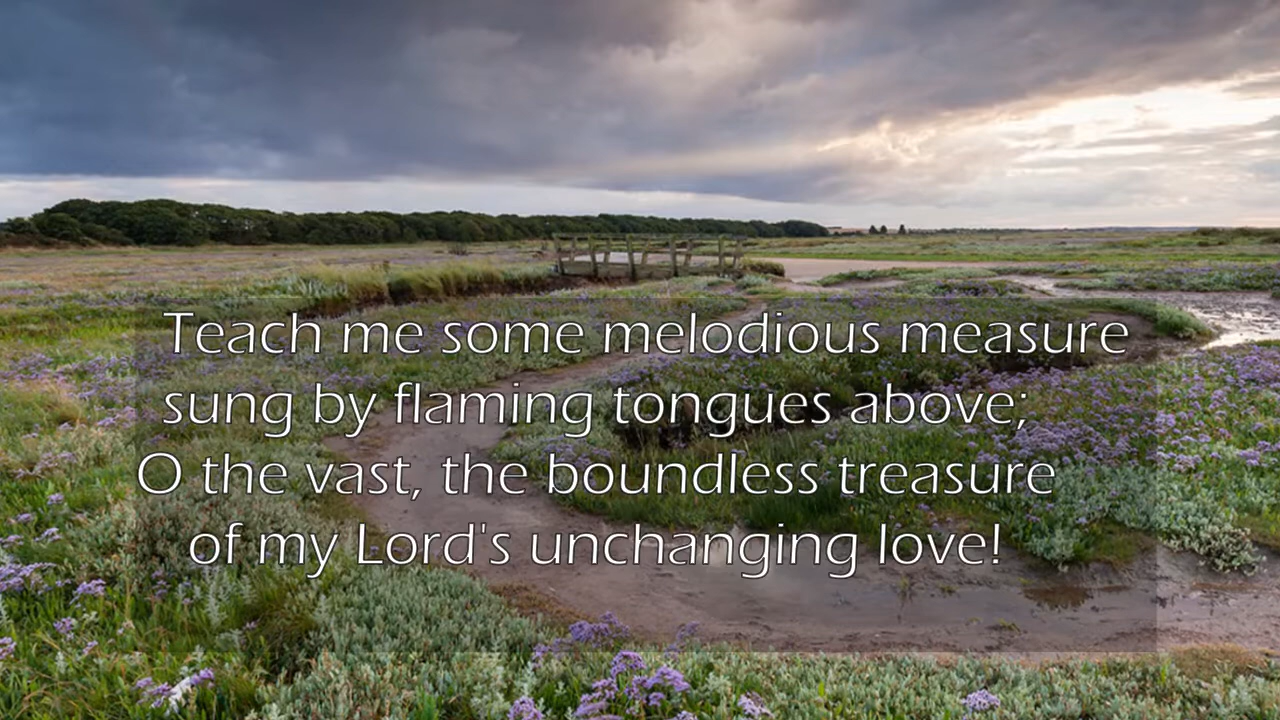 Teach me some melodious measure
sung by flaming tongues above;
O the vast, the boundless treasure
of my Lord's unchanging love!